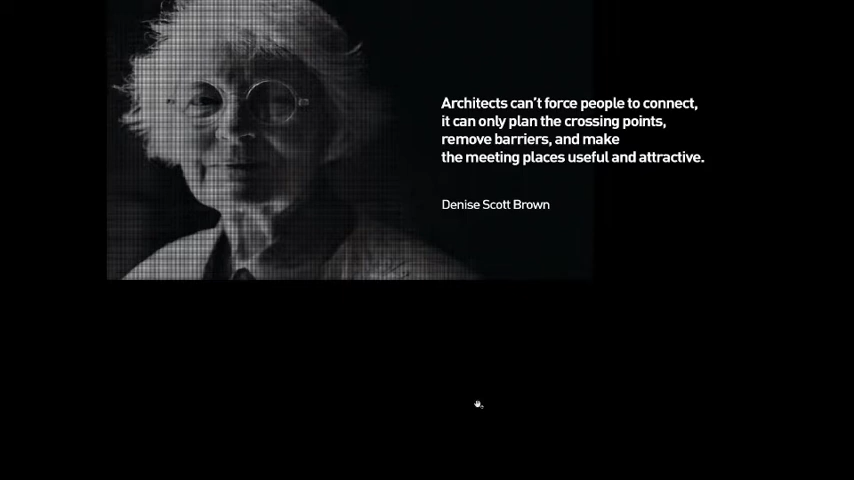 Architects can't force people to connect,
it can only plan the crossing points,
remove barriers, and make
the meeting places useful and attractive.
Denise Scott Brown